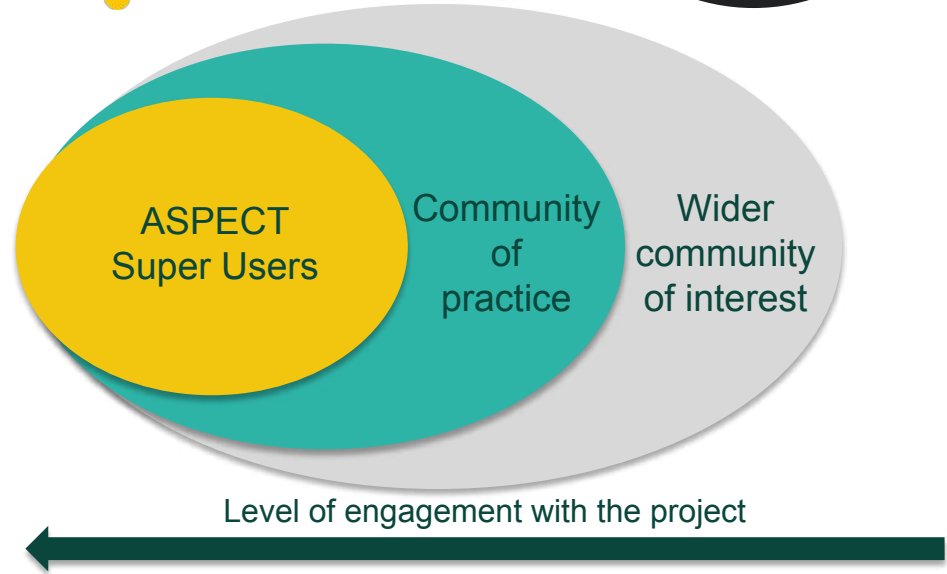 ASPECT
Super Users
Community
of
practice
Wider
community
of interest
Level of engagement with the project